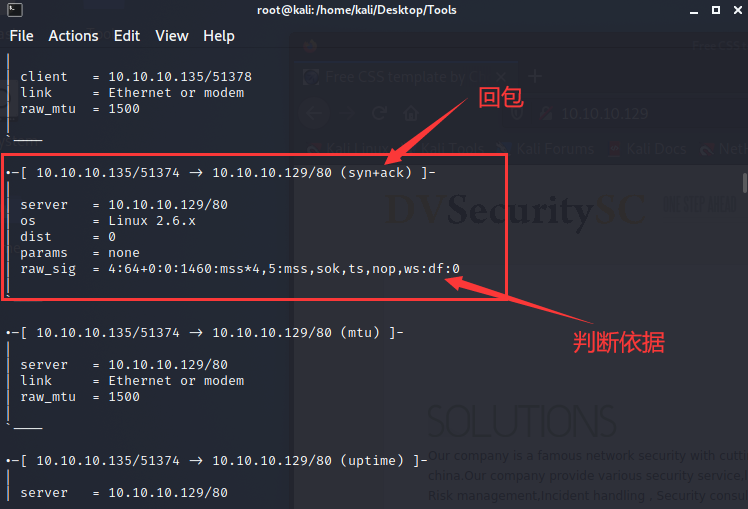 root@kali: /home/kali/Desktop/Tools
File Actions Edit View Help
| client = 10.10.10.135/51378
| link = Ethernet or modem
| raw_mtu = 1500
|
`----
回包
.-[ 10.10.10.135/51374 -> 10.10.10.129/80 (syn+ack) ]-
|
| server = 10.10.10.129/80
| os = Linux 2.6.x
| dist = 0
| params = none
| raw_sig = 4:64+0:0:1460:mss*4,5:mss,sok,ts,nop,ws:df:0
|
`----
判断依据
.-[ 10.10.10.135/51374 -> 10.10.10.129/80 (mtu) ]-
|
| server = 10.10.10.129/80
| link = Ethernet or modem
| raw_mtu = 1500
|
`----
.-[ 10.10.10.135/51374 -> 10.10.10.129/80 (uptime) ]-
|
| server = 10.10.10.129/80
Free CSS template by
10.10.10.129
Kali Linux Kali Tools Kali Forums Kali Docs
DVSecuritySC
SOLUTIONS
Our company is a famous network security with
china.Our company provide various security services
Risk management,incident handling , Security